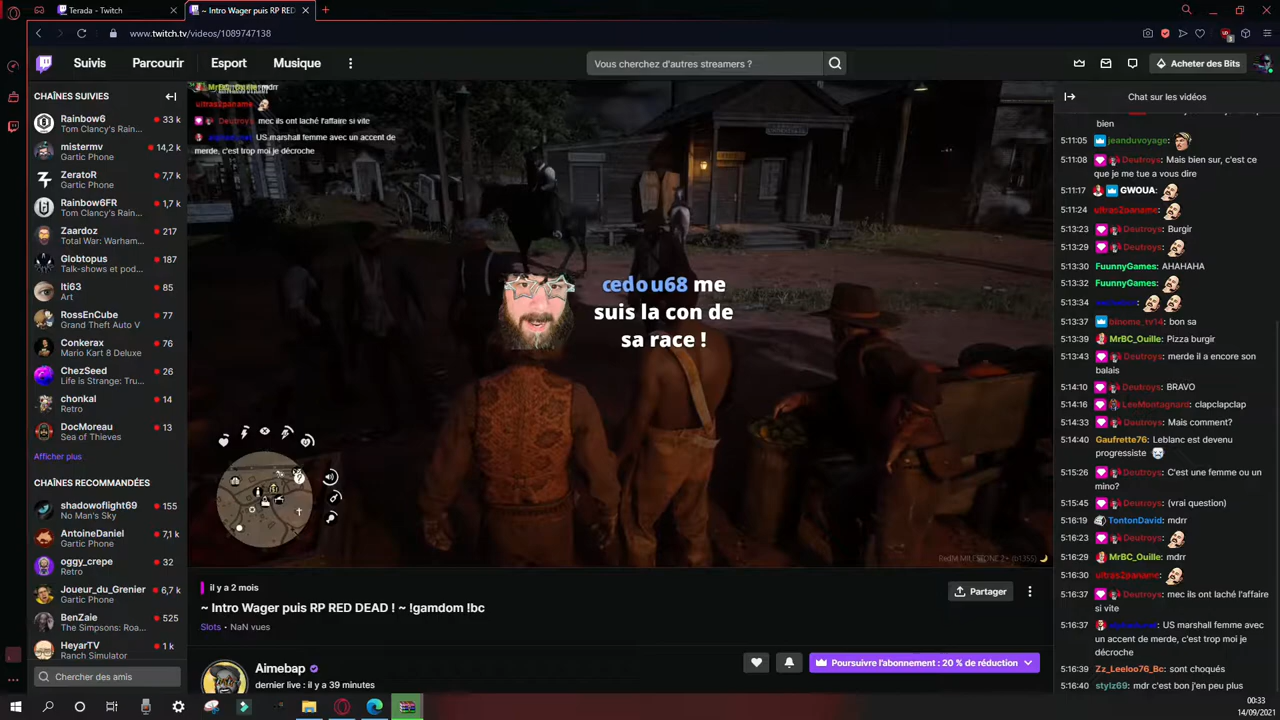 Terada - Twitch
~ Intro Wager puis RP RED DE
www.twitch.tv/videos/1089747138
Suivis
Parcourir
Esport
Musique
Vous cherchez d'autres streamers ?
Acheter des Bits
CHAÎNES SUIVIES
Rainbow6
33 k
Tom Clancy's Rain...
mistermv
14,2 k
Gartic Phone
ZeratoR
7,7 k
Gartic Phone
Rainbow6FR
1,7 k
Tom Clancy's Rain...
Zaardoz
217
Total War: Warham...
Globtopus
187
Talk-shows et pod...
Iti63
85
Art
RossEnCube
77
Grand Theft Auto V
Conkerax
76
Mario Kart 8 Deluxe
ChezSeed
26
Life is Strange: Tru...
chonkal
14
Retro
DocMoreau
13
Sea of Thieves
Afficher plus
CHAÎNES RECOMMANDÉES
shadowoflight69
155
No Man's Sky
AntoineDaniel
7,1 k
Gartic Phone
oggy_crepe
32
Retro
Joueur_du_Grenier
6,7 k
Gartic Phone
BenZaie
525
The Simpsons: Roa...
HeyarTV
1 k
Ranch Simulator
Chercher des amis
mdrr
ultras2paname
Deutroys: mec ils ont laché l'affaire si vite
US marshall femme avec un accent de
merde, c'est trop moi je décroche
cedou68 me
suis la con de
sa race !
il y a 2 mois
~ Intro Wager puis RP RED DEAD ! ~ !gamdom !bc
Slots • NaN vues
Partager
Aimebap
dernier live : il y a 39 minutes
Poursuivre l'abonnement : 20 % de réduction
Chat sur les vidéos
bien
5:11:05 jeanduvoyage:
5:11:08 Deutroys: Mais bien sur, c'est ce
que je me tue a vous dire
5:11:17 GWOUA:
5:11:24 ultras2paname:
5:13:23 Deutroys: Burgir
5:13:29 Deutroys:
5:13:30 FuunnyGames: AHAHAHA
5:13:32 FuunnyGames:
5:13:34
5:13:37 binome_tv14: bon sa
5:13:39 MrBC_Ouille: Pizza burgir
5:13:43 Deutroys: merde il a encore son
balais
5:14:10 Deutroys: BRAVO
5:14:16 LeeMontagnard: clapclapclap
5:14:33 Deutroys: Mais comment?
5:14:40 Gaufrette76: Leblanc est devenu
progressiste
5:15:26 Deutroys: C'est une femme ou un
mino?
5:15:45 Deutroys: (vrai question)
5:16:19 TontonDavid: mdrr
5:16:23 Deutroys:
5:16:29 MrBC_Ouille: mdrr
5:16:30 ultras2paname:
5:16:37 Deutroys: mec ils ont laché l'affaire
si vite
5:16:37 US marshall femme avec
un accent de merde, c'est trop moi je
décroche
5:16:39 Zz_Leeloo76_Bc: sont choqués
5:16:40 stylz69: mdr c'est bon j'en peu plus
00:33
14/09/2021